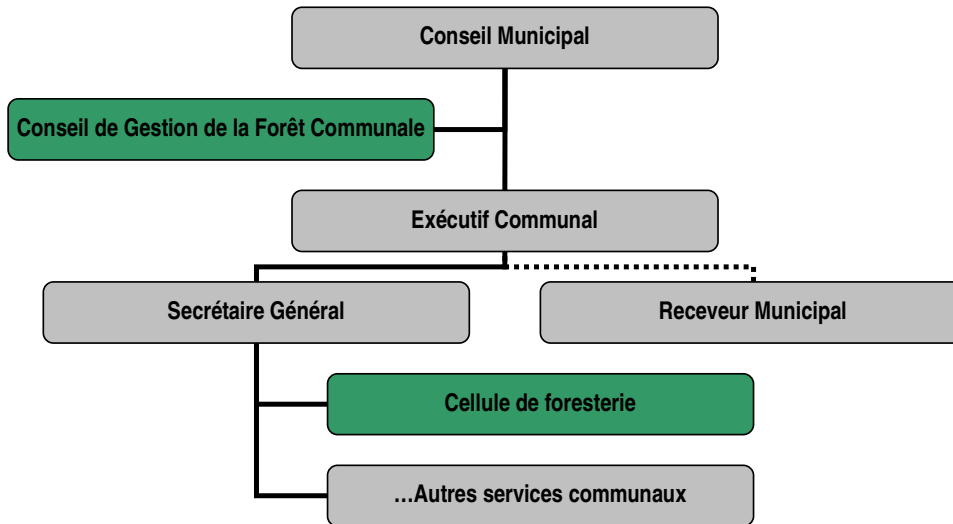 Conseil Municipal
Conseil de Gestion de la Forêt Communale
Exécutif Communal
Secrétaire Général
Receveur Municipal
Cellule de foresterie
…Autres services communaux